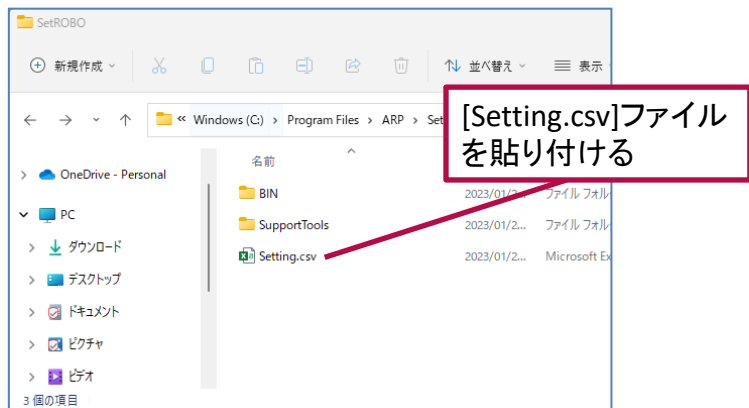 SetROBO
新規作成
並べ替え
表示
« Windows (C:) > Program Files > ARP > Set
[Setting.csv]ファイル
を貼り付ける
名前
OneDrive - Personal
BIN 2023/01/2... ファイル フォル
PC
SupportTools 2023/01/2... ファイル フォル
ダウンロード
Setting.csv 2023/01/2... Microsoft Ex
デスクトップ
ドキュメント
ピクチャ
ビデオ
3 個の項目